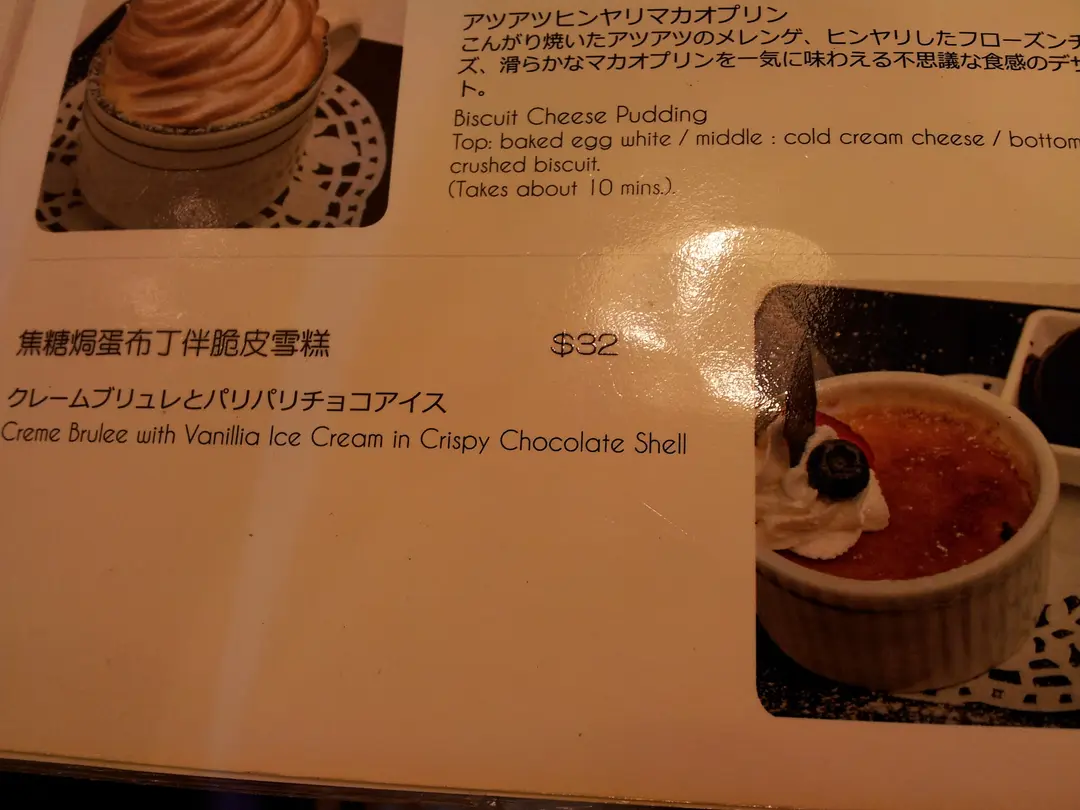 アツアツヒンヤリマカオプリン
こんがり焼いたアツアツのメレンゲ、ヒンヤリしたフローズンチ
ズ、滑らかなマカオプリンを一気に味わえる不思議な食感のデザ
ト。
Biscuit Cheese Pudding
Top: baked egg white / middle : cold cream cheese / bottom
crushed biscuit.
(Takes about 10 mins.).
焦糖焗蛋布丁伴脆皮雪糕 $32
クレームブリュレとパリパリチョコアイス
Creme Brulee with Vanillia Ice Cream in Crispy Chocolate Shell